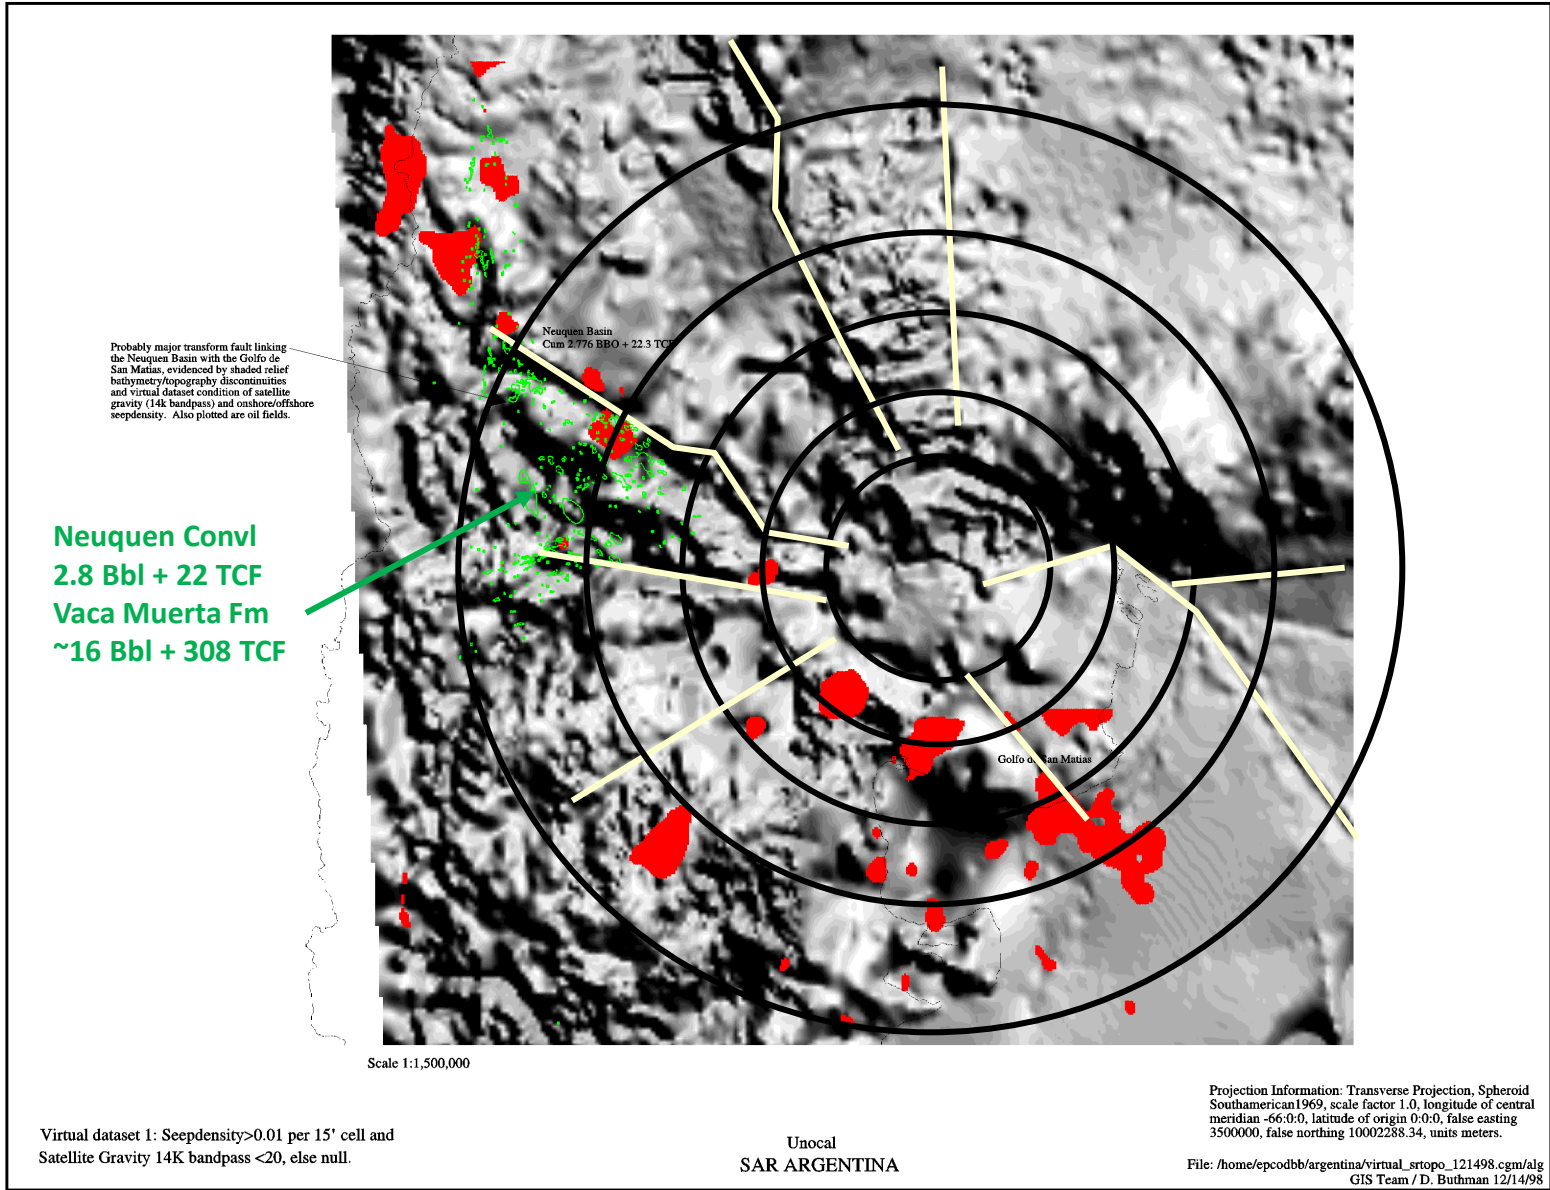 Neuquen Basin
Cum 2.776 BBO + 22.3 TCF
Probably major transform fault linking
the Neuquen Basin with the Golfo de
San Matias, evidenced by shaded relief
bathymetry/topography discontinuities
and virtual dataset condition of satellite
gravity (14k bandpass) and onshore/offshore
seepdensity.  Also plotted are oil fields.
Neuquen Convl
2.8 Bbl + 22 TCF
Vaca Muerta Fm
~16 Bbl + 308 TCF
Golfo de San Matias
Scale 1:1,500,000
Projection Information: Transverse Projection, Spheroid
Southamerican1969, scale factor 1.0, longitude of central
meridian -66:0:0, latitude of origin 0:0:0, false easting
3500000, false northing 10002288.34, units meters.
Virtual dataset 1: Seepdensity>0.01 per 15' cell and
Satellite Gravity 14K bandpass <20, else null.
Unocal
SAR ARGENTINA
File: /home/epcodbb/argentina/virtual_srtopo_121498.cgm/alg
GIS Team / D. Buthman 12/14/98